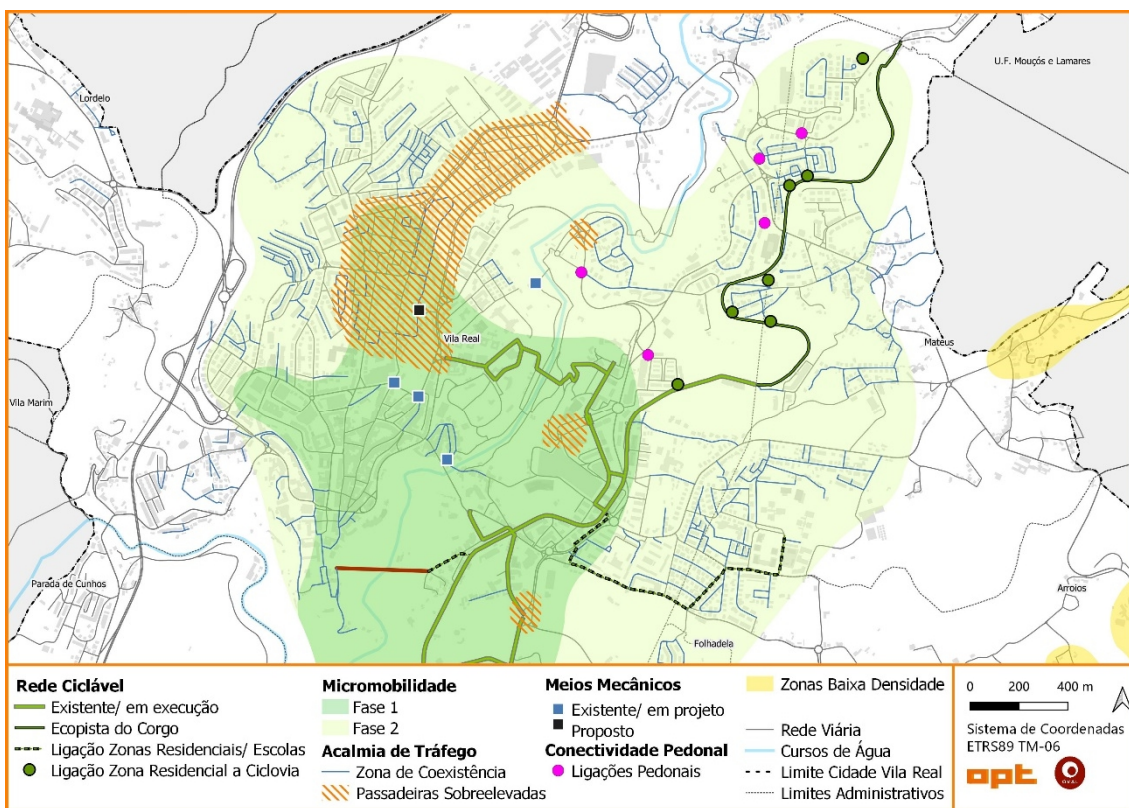 U.F. Mouçós e Lamares
Lordelo
Vila Real
Mateus
Vila Marim
Parada de Cunhos
Arroios
Folhadela
Rede Ciclável
Existente/ em execução
Ecopista do Corgo
Ligação Zonas Residenciais/ Escolas
Ligação Zona Residencial a Ciclovia
Micromobilidade
Fase 1
Fase 2
Acalmia de Tráfego
Zona de Coexistência
Passadeiras Sobreelevadas
Meios Mecânicos
Existente/ em projeto
Proposto
Conectividade Pedonal
Ligações Pedonais
Zonas Baixa Densidade
Rede Viária
Cursos de Água
Limite Cidade Vila Real
Limites Administrativos
0 200 400 m
Sistema de Coordenadas
ETRS89 TM-06
opt